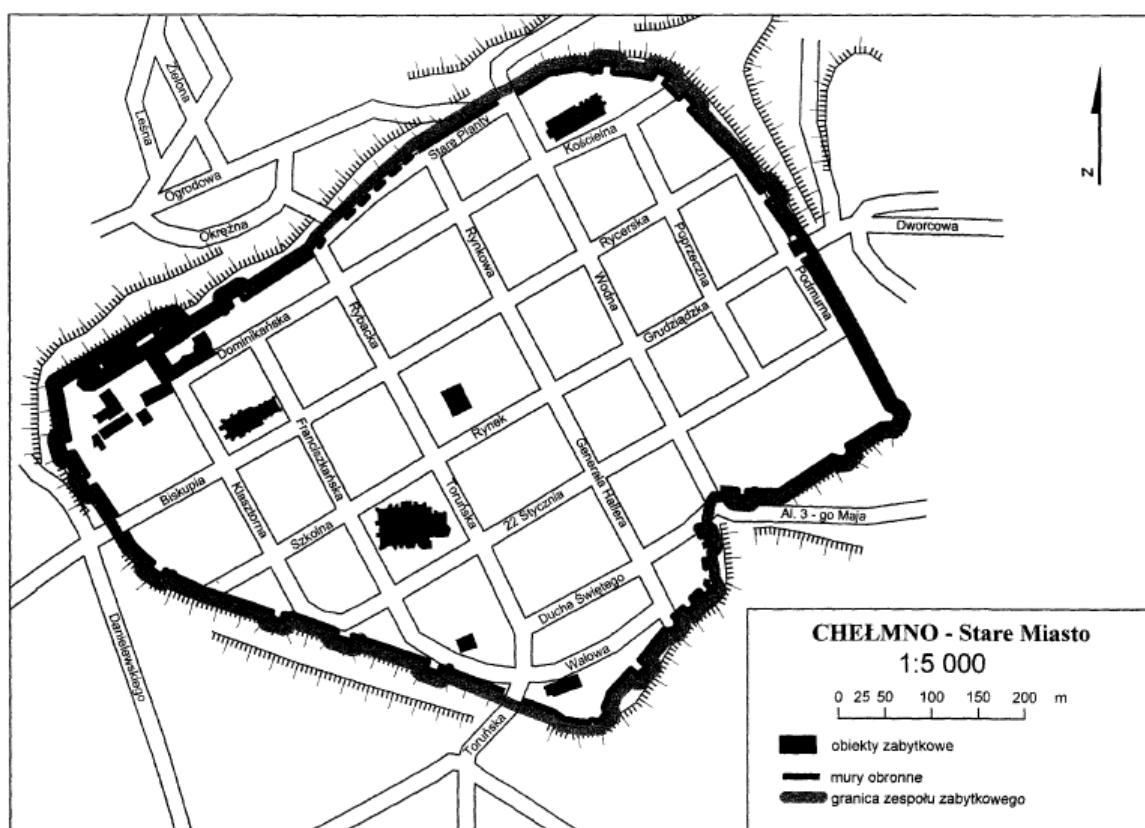 Zielona
Leśna
Ogrodowa
Okrężna
Stare Planty
Kościelna
N
Dworcowa
Rycerska
Poprzeczna
Podmurna
Rynkowa
Wodna
Grudziądzka
Rybacka
Dominikańska
Rynek
Generała Hallera
Franciszkańska
Toruńska
Biskupia
Klasztorna
Szkolna
22 Stycznia
Al. 3 - go Maja
Ducha Świętego
Wałowa
Danielewskiego
Toruńska
CHEŁMNO - Stare Miasto
1:5 000
0 25 50 100 150 200 m
obiekty zabytkowe
mury obronne
granica zespołu zabytkowego